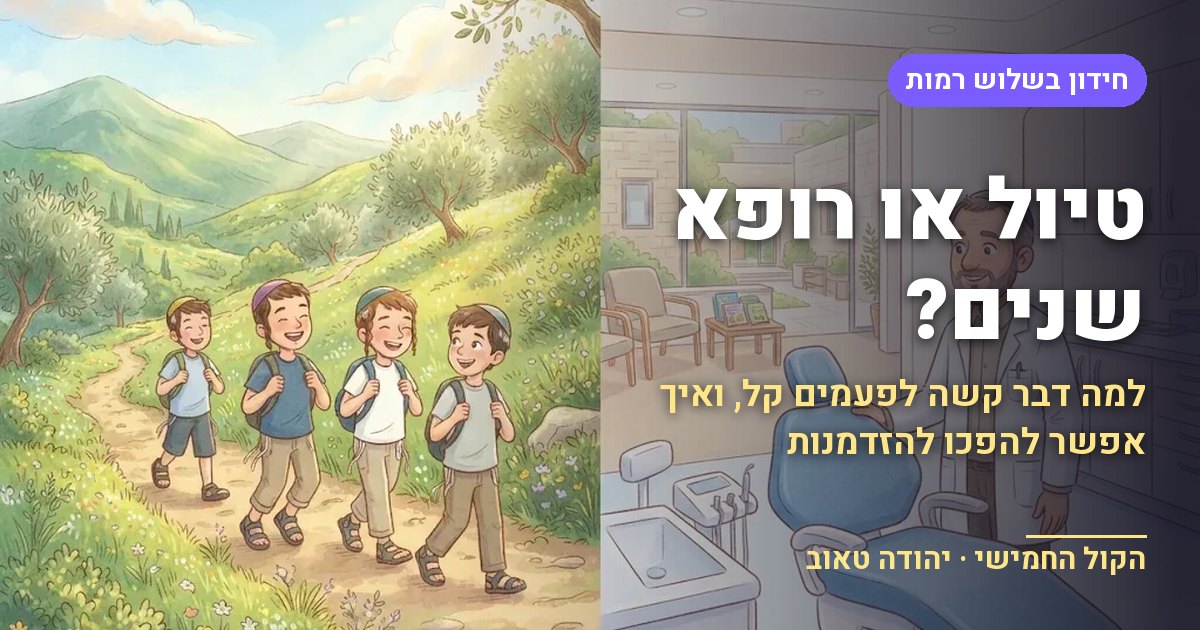 חידון בשלוש רמות
טיול או רופא
שנים?
למה דבר קשה לפעמים קל, ואיך
אפשר להפכו להזדמנות
הקול החמישי · יהודה טאוב